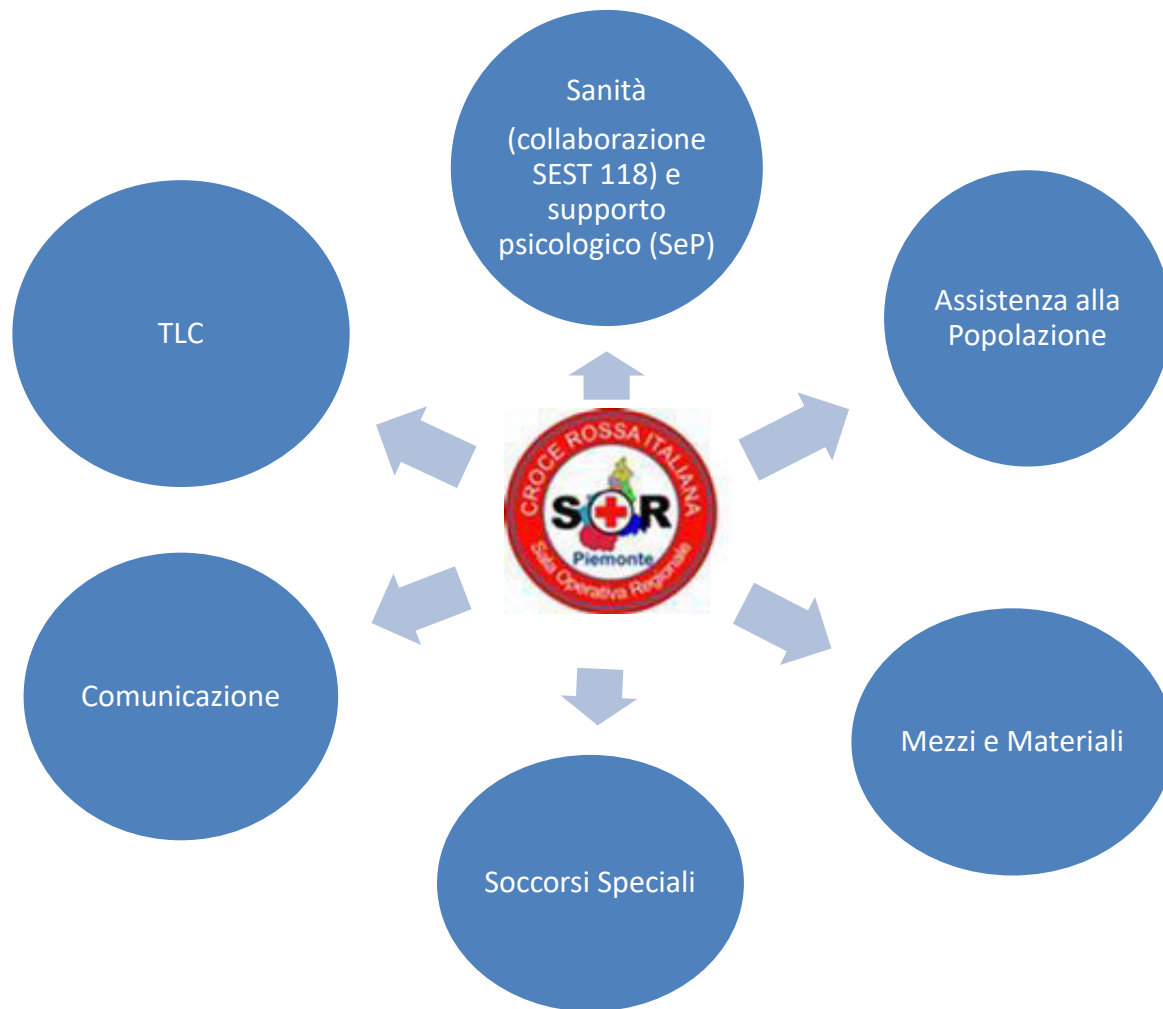 Sanità
(collaborazione
SEST 118) e
supporto
psicologico (SeP)
TLC
Assistenza alla
Popolazione
CROCE ROSSA ITALIANA
SOR
Piemonte
Sala Operativa Regionale
Comunicazione
Mezzi e Materiali
Soccorsi Speciali